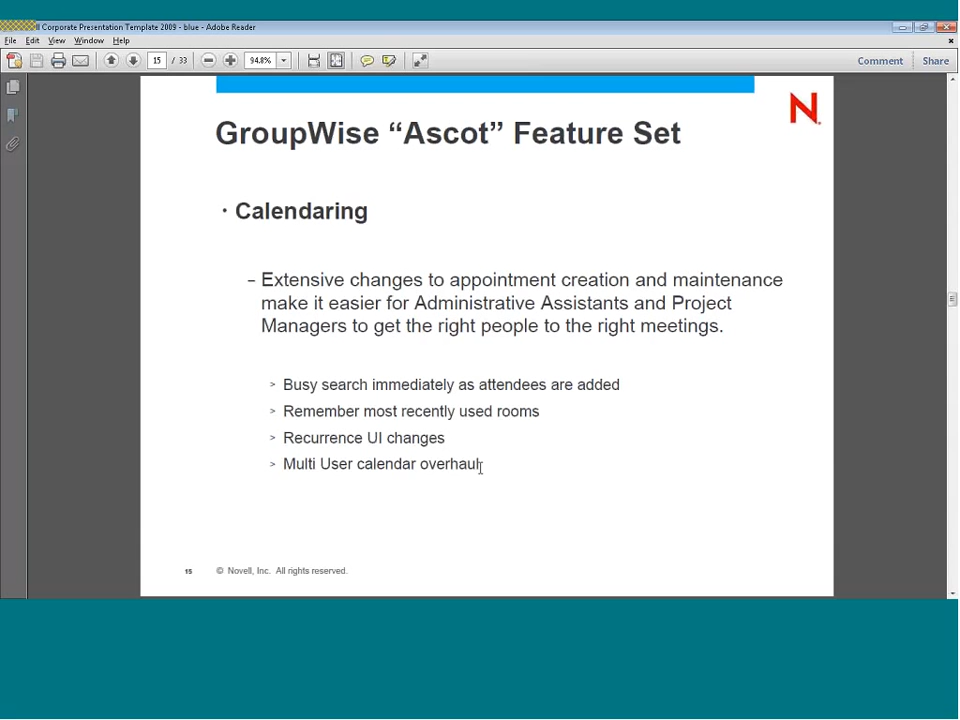 ll Corporate Presentation Template 2009 - blue - Adobe Reader
File Edit View Window Help
15 / 33 94.8% Comment Share
N
GroupWise “Ascot” Feature Set
• Calendaring
– Extensive changes to appointment creation and maintenance
make it easier for Administrative Assistants and Project
Managers to get the right people to the right meetings.
> Busy search immediately as attendees are added
> Remember most recently used rooms
> Recurrence UI changes
> Multi User calendar overhaul
15 © Novell, Inc. All rights reserved.